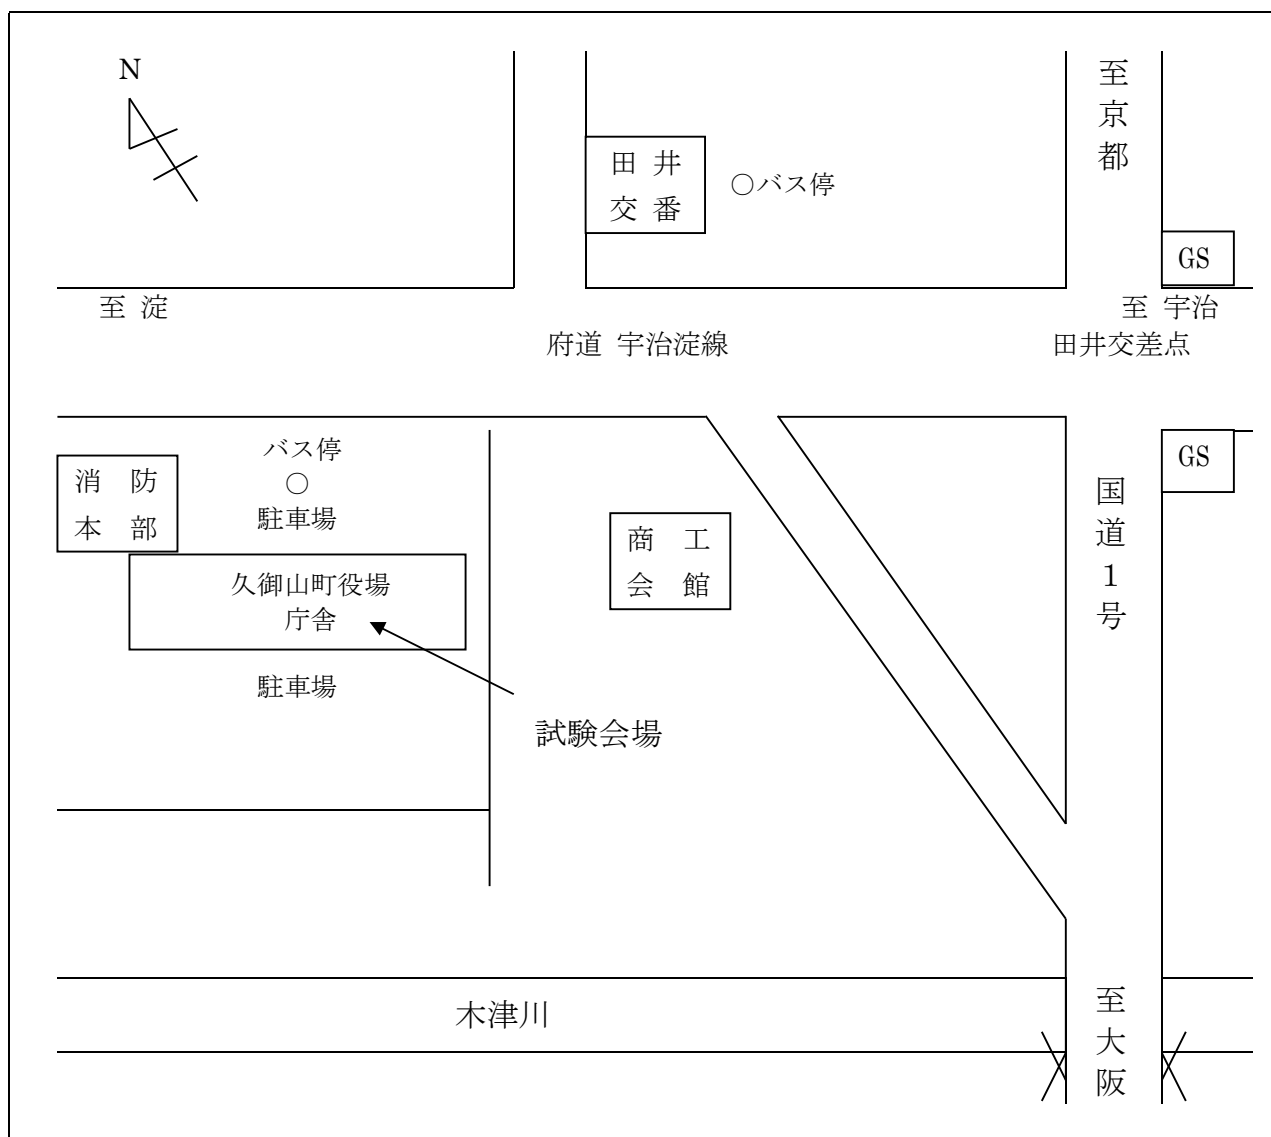 N
至京都
田 井
交 番
○バス停
GS
至 淀
至 宇治
府道 宇治淀線
田井交差点
バス停
○
駐車場
消 防
本 部
GS
国道1号
商 工
会 館
久御山町役場
庁舎
駐車場
試験会場
木津川
至大阪